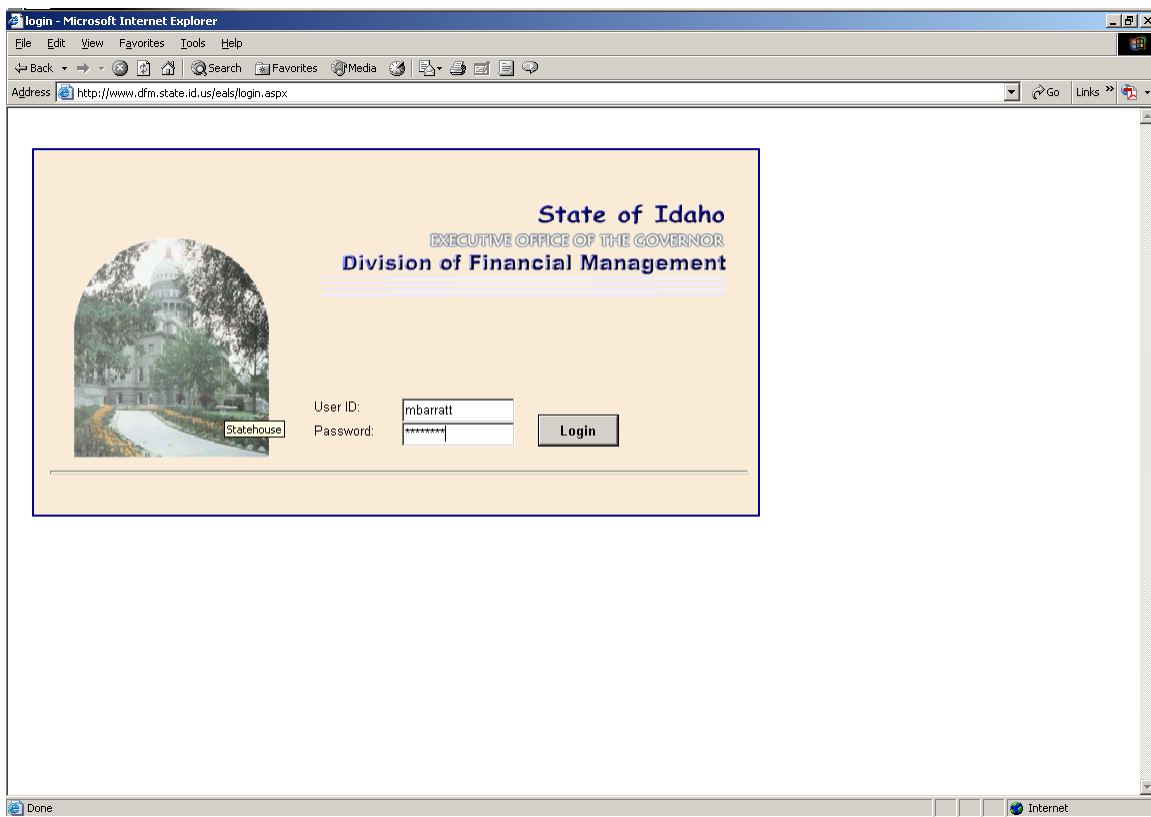 login - Microsoft Internet Explorer
File Edit View Favorites Tools Help
Back Search Favorites Media
Address http://www.dfm.state.id.us/eals/login.aspx Go Links »
State of Idaho
EXECUTIVE OFFICE OF THE GOVERNOR
Division of Financial Management
User ID: mbarratt
Statehouse
Password: ********
Login
Done Internet